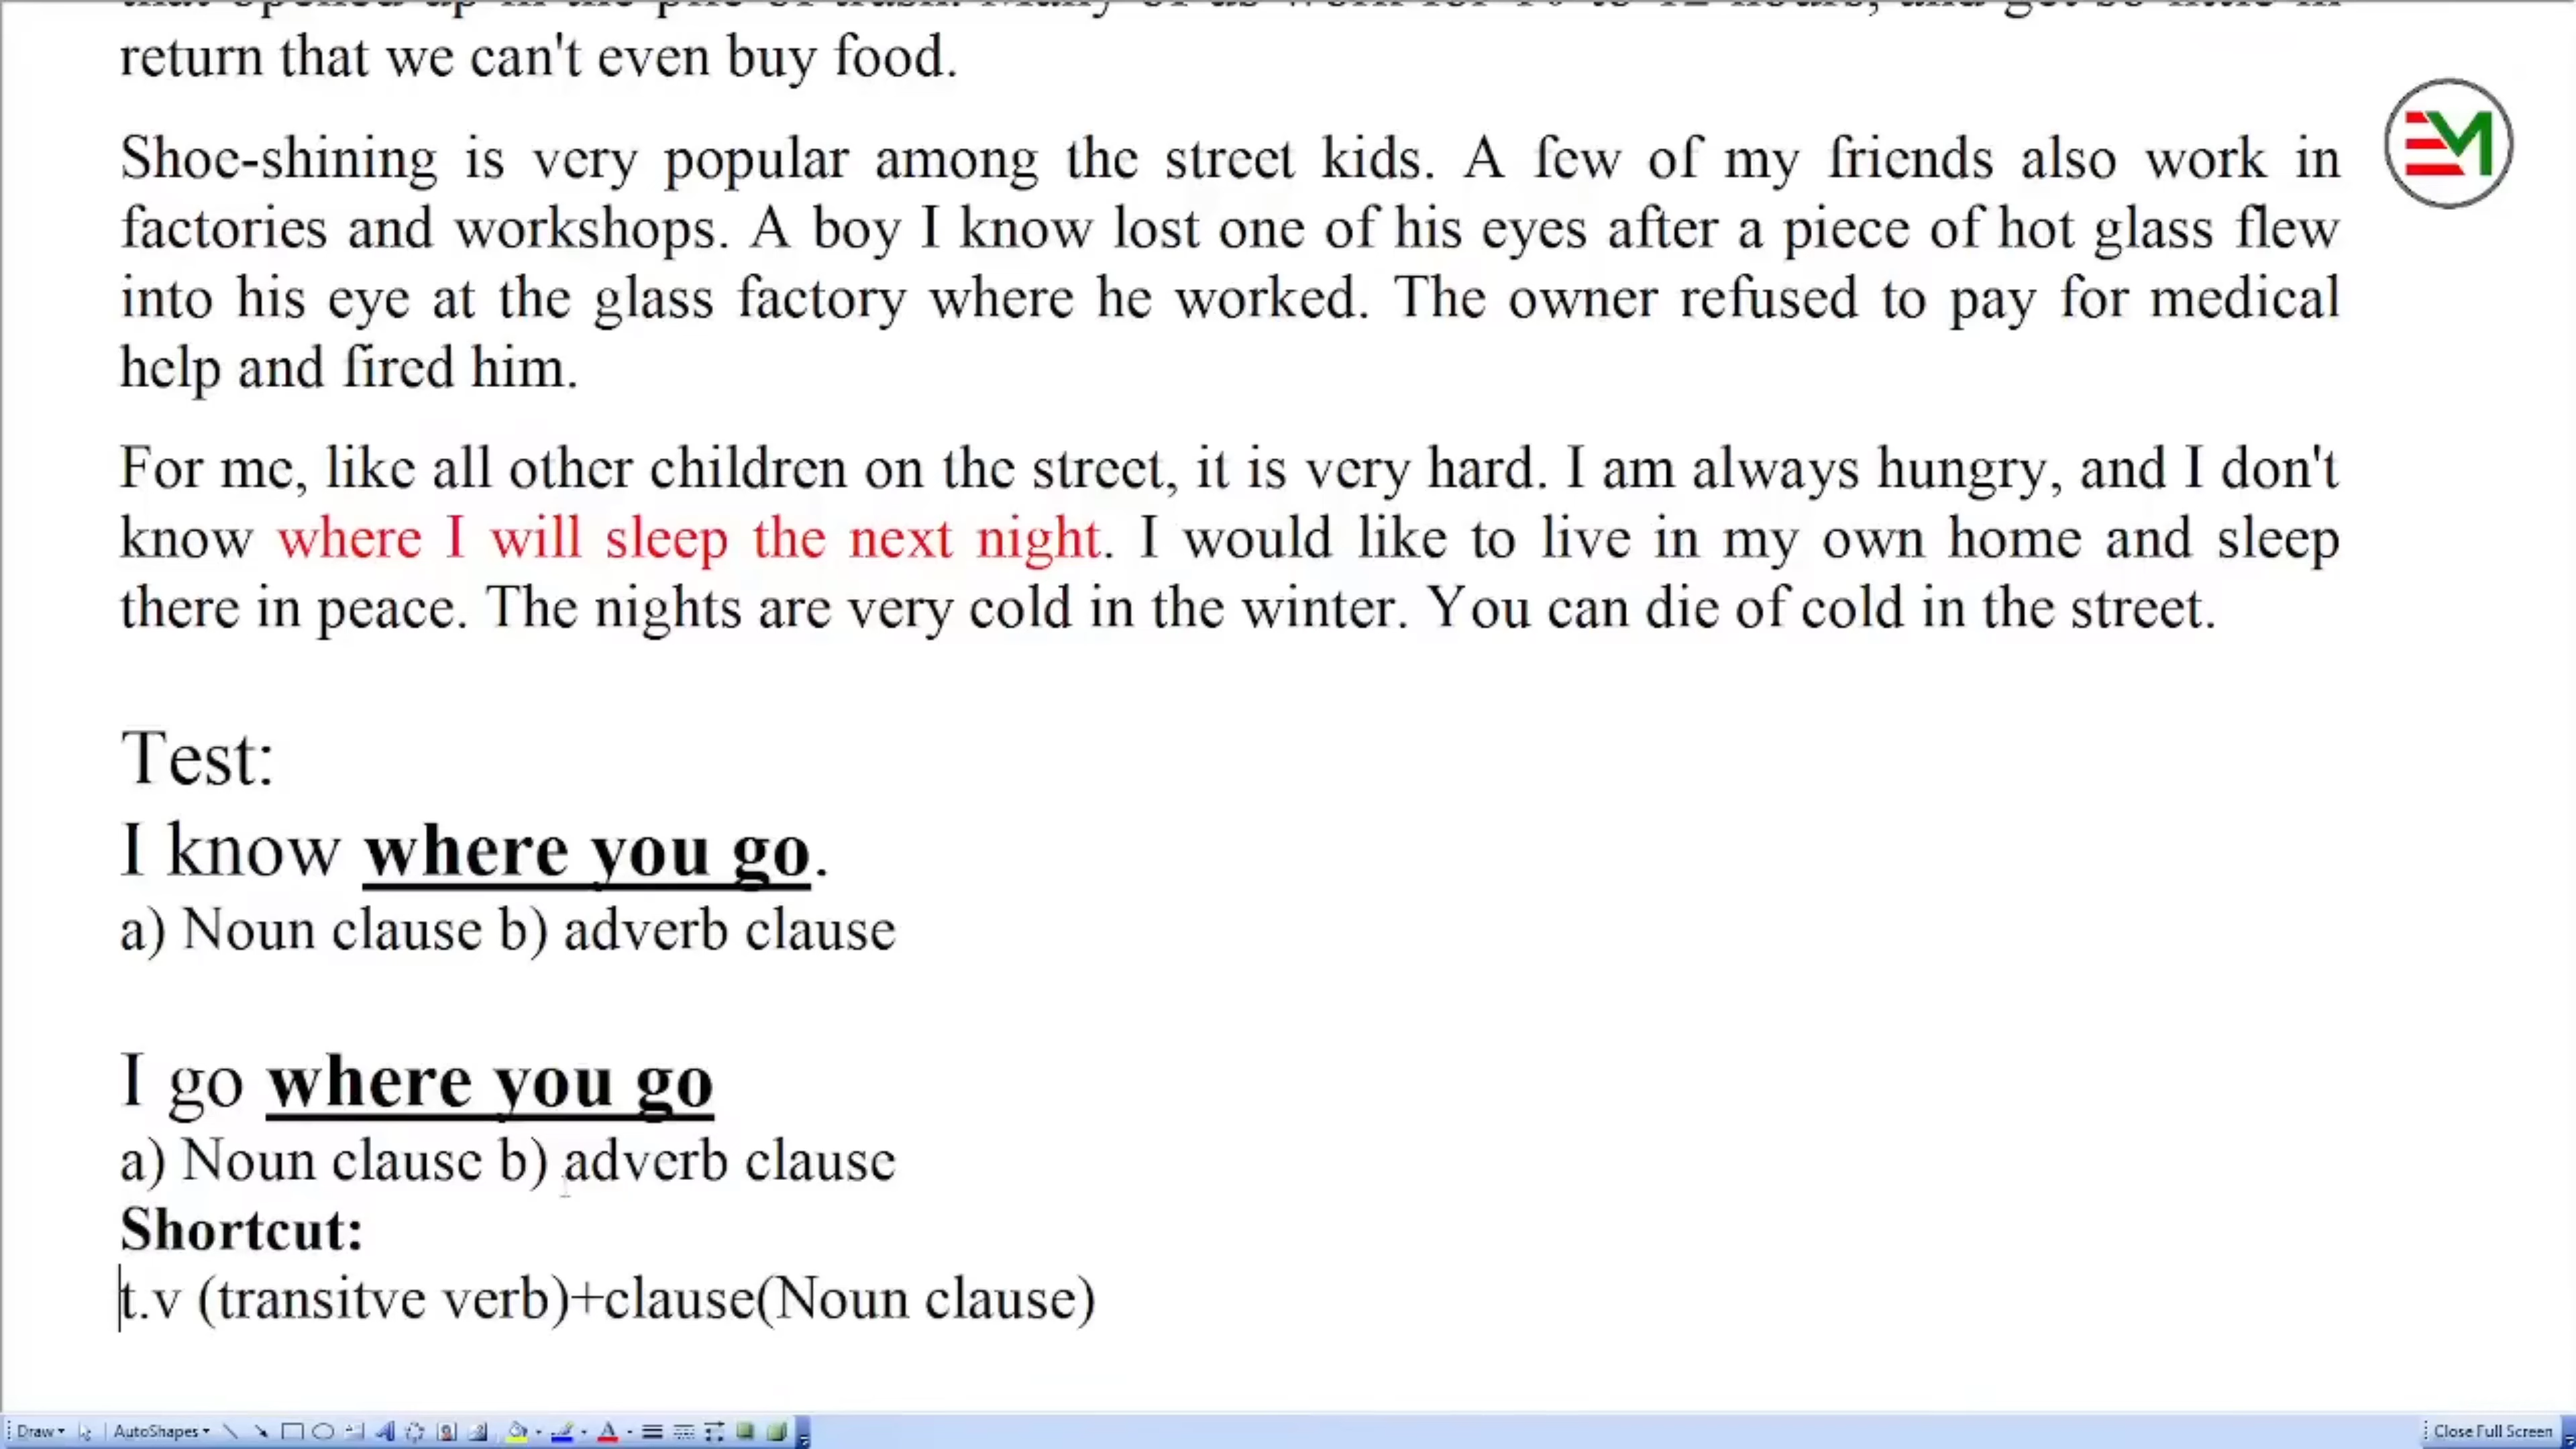 return that we can't even buy food.
EM
Shoe-shining is very popular among the street kids. A few of my friends also work in
factories and workshops. A boy I know lost one of his eyes after a piece of hot glass flew
into his eye at the glass factory where he worked. The owner refused to pay for medical
help and fired him.
For me, like all other children on the street, it is very hard. I am always hungry, and I don't
know where I will sleep the next night. I would like to live in my own home and sleep
there in peace. The nights are very cold in the winter. You can die of cold in the street.
Test:
I know where you go.
a) Noun clause b) adverb clause
I go where you go
a) Noun clause b) adverb clause
Shortcut:
t.v (transitve verb)+clause(Noun clause)
Draw AutoShapes A Close Full Screen